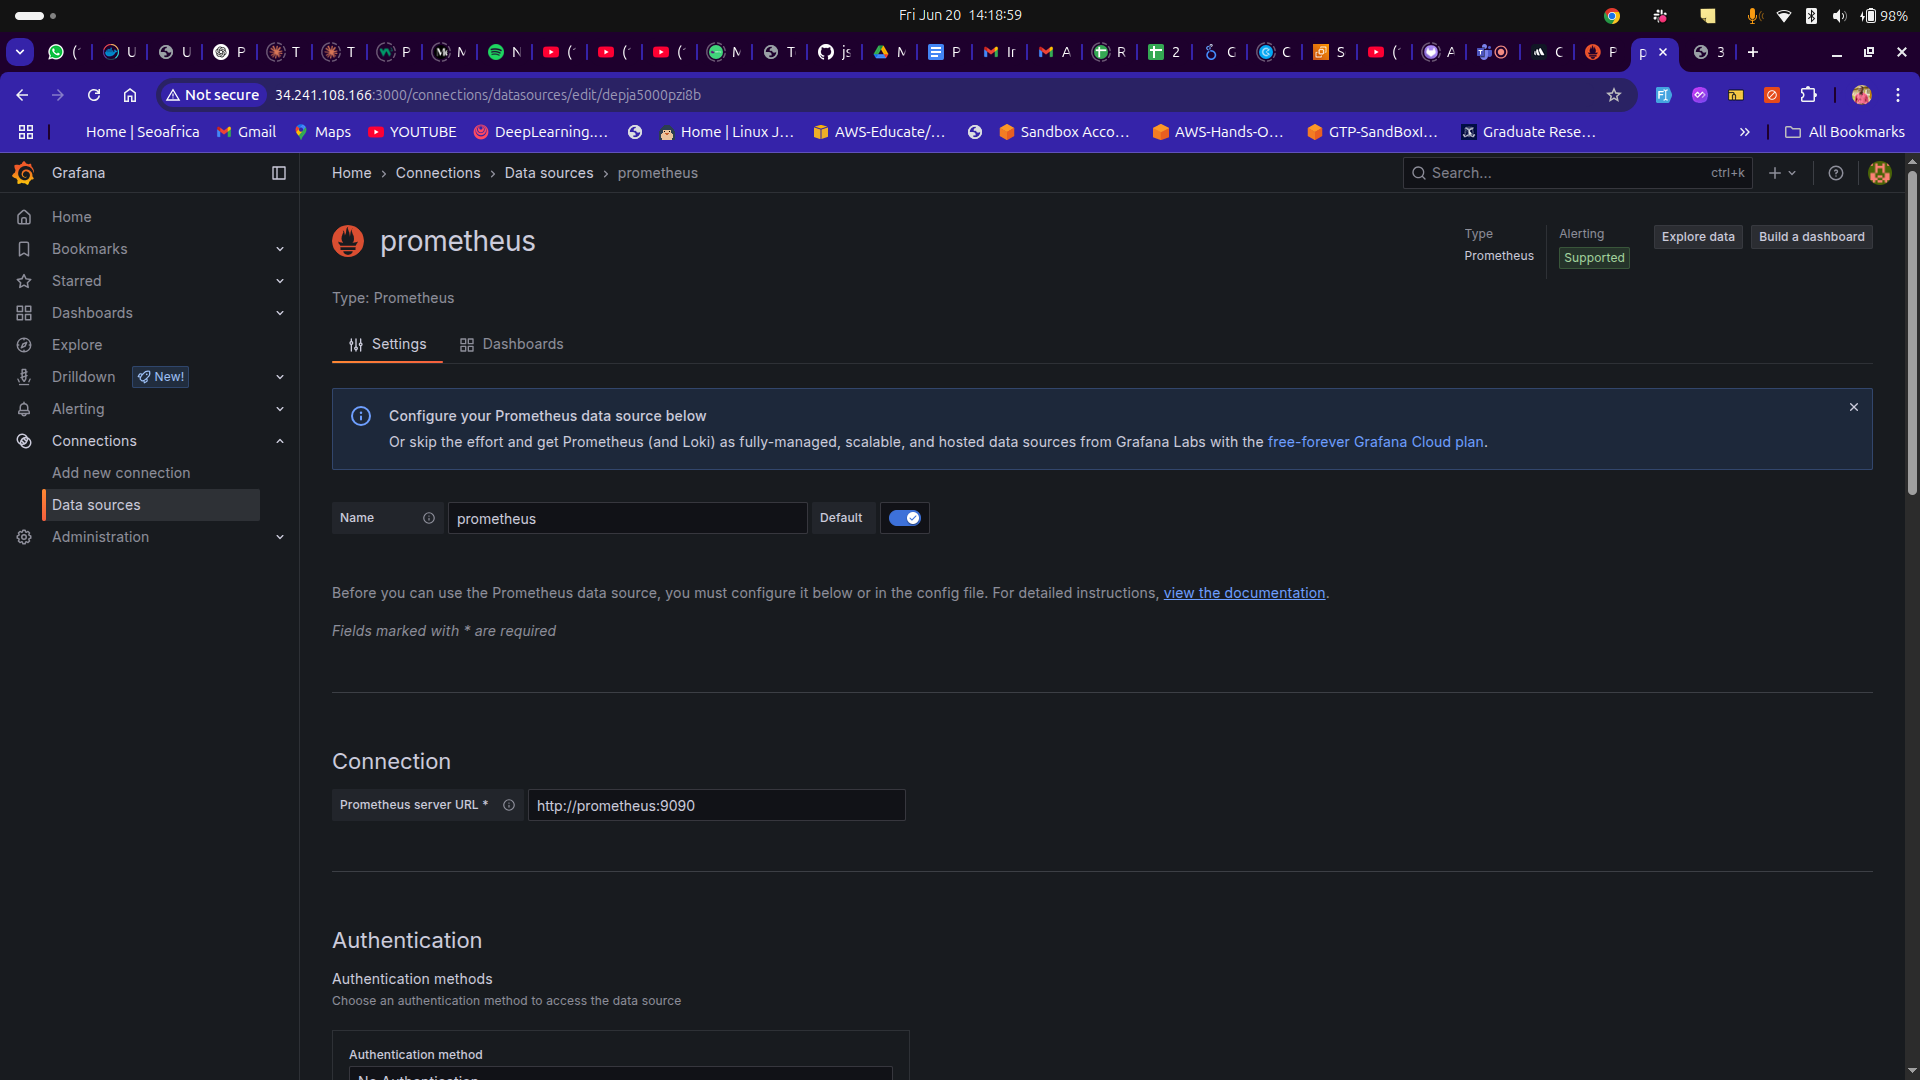 Fri Jun 20 14:18:59
98%
( U U P T T P M N ( ( ( M T js M P Ir A R 2 C C S ( A C P p 3
Not secure 34.241.108.166:3000/connections/datasources/edit/depja5000pzi8b
Home | Seoafrica Gmail Maps YOUTUBE DeepLearning.... Home | Linux J... AWS-Educate/... Sandbox Acco... AWS-Hands-O... GTP-SandBoxI... Graduate Rese... » All Bookmarks
Grafana
Home › Connections › Data sources › prometheus
Search... ctrl+k
Home
Bookmarks
Starred
Dashboards
Explore
Drilldown New!
Alerting
Connections
Add new connection
Data sources
Administration
prometheus
Type
Prometheus
Alerting
Supported
Explore data
Build a dashboard
Type: Prometheus
Settings Dashboards
Configure your Prometheus data source below
Or skip the effort and get Prometheus (and Loki) as fully-managed, scalable, and hosted data sources from Grafana Labs with the free-forever Grafana Cloud plan.
Name prometheus Default
Before you can use the Prometheus data source, you must configure it below or in the config file. For detailed instructions, view the documentation.
Fields marked with * are required
Connection
Prometheus server URL * http://prometheus:9090
Authentication
Authentication methods
Choose an authentication method to access the data source
Authentication method
No Authentication